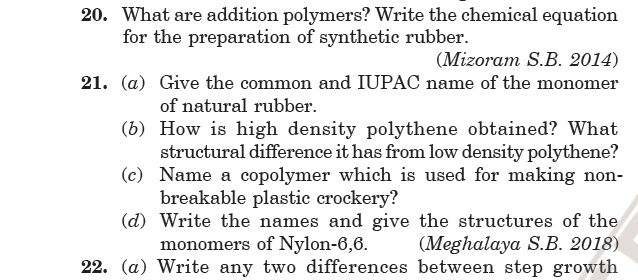 20. What are addition polymers? Write the chemical equation
for the preparation of synthetic rubber.
(Mizoram S.B. 2014)
21. (a) Give the common and IUPAC name of the monomer
of natural rubber.
(b) How is high density polythene obtained? What
structural difference it has from low density polythene?
(c) Name a copolymer which is used for making non-
breakable plastic crockery?
(d) Write the names and give the structures of the
monomers of Nylon-6,6. (Meghalaya S.B. 2018)
22. (a) Write any two differences between step growth